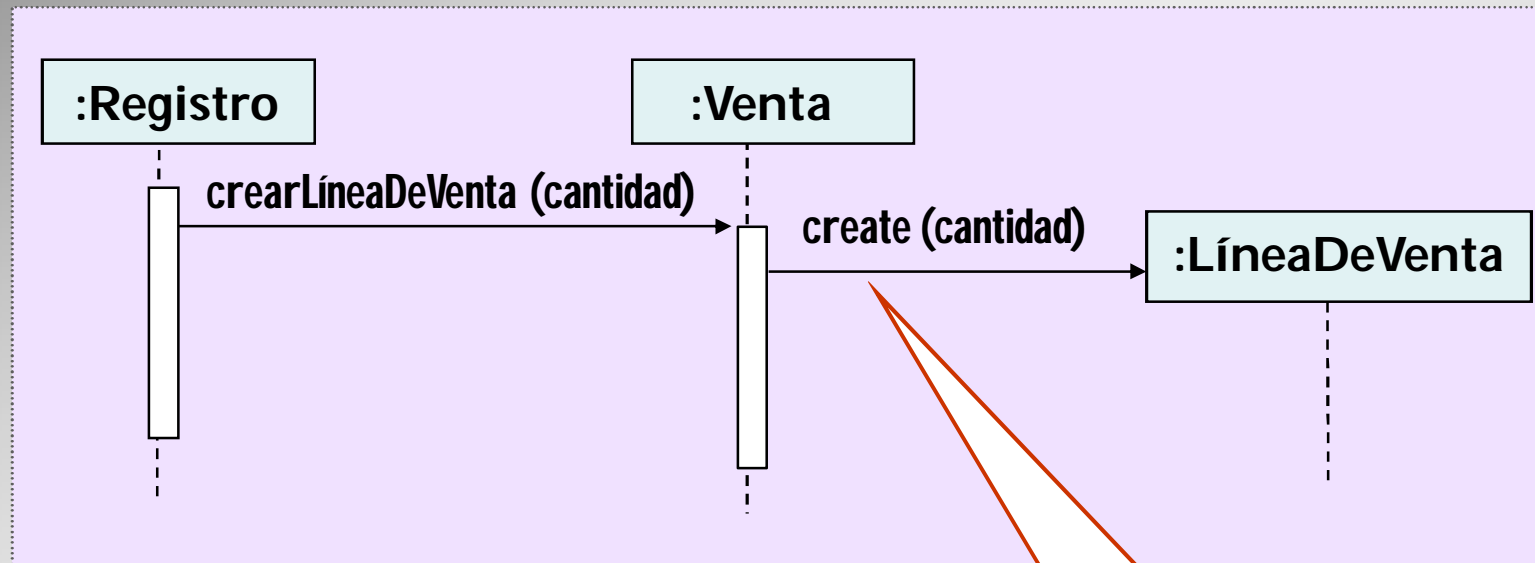 :Registro
:Venta
crearLíneaDeVenta (cantidad)
create (cantidad)
:LíneaDeVenta